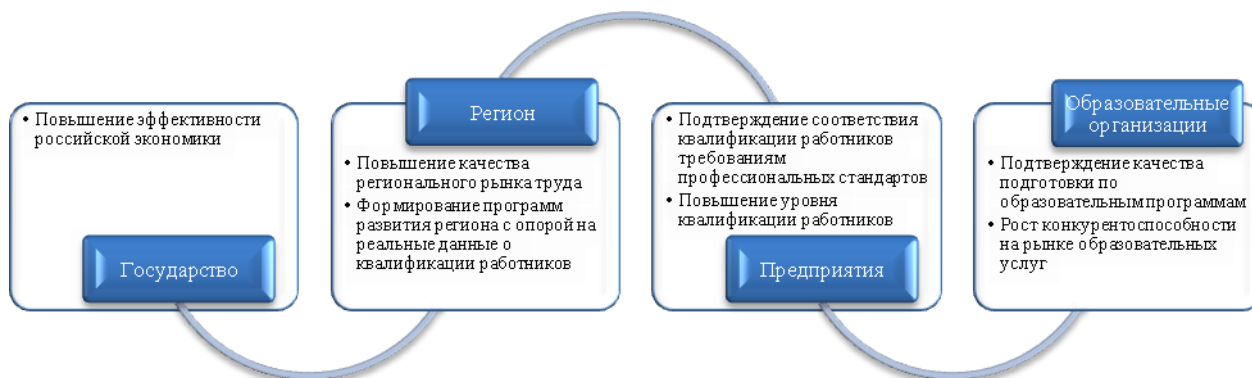 • Повышение эффективности
российской экономики
Государство
Регион
• Повышение качества
регионального рынка труда
• Формирование программ
развития региона с опорой на
реальные данные о
квалификации работников
• Подтверждение соответствия
квалификации работников
требованиям
профессиональных стандартов
• Повышение уровня
квалификации работников
Предприятия
Образовательные
организации
• Подтверждение качества
подготовки по
образовательным программам
• Рост конкурентоспособности
на рынке образовательных
услуг